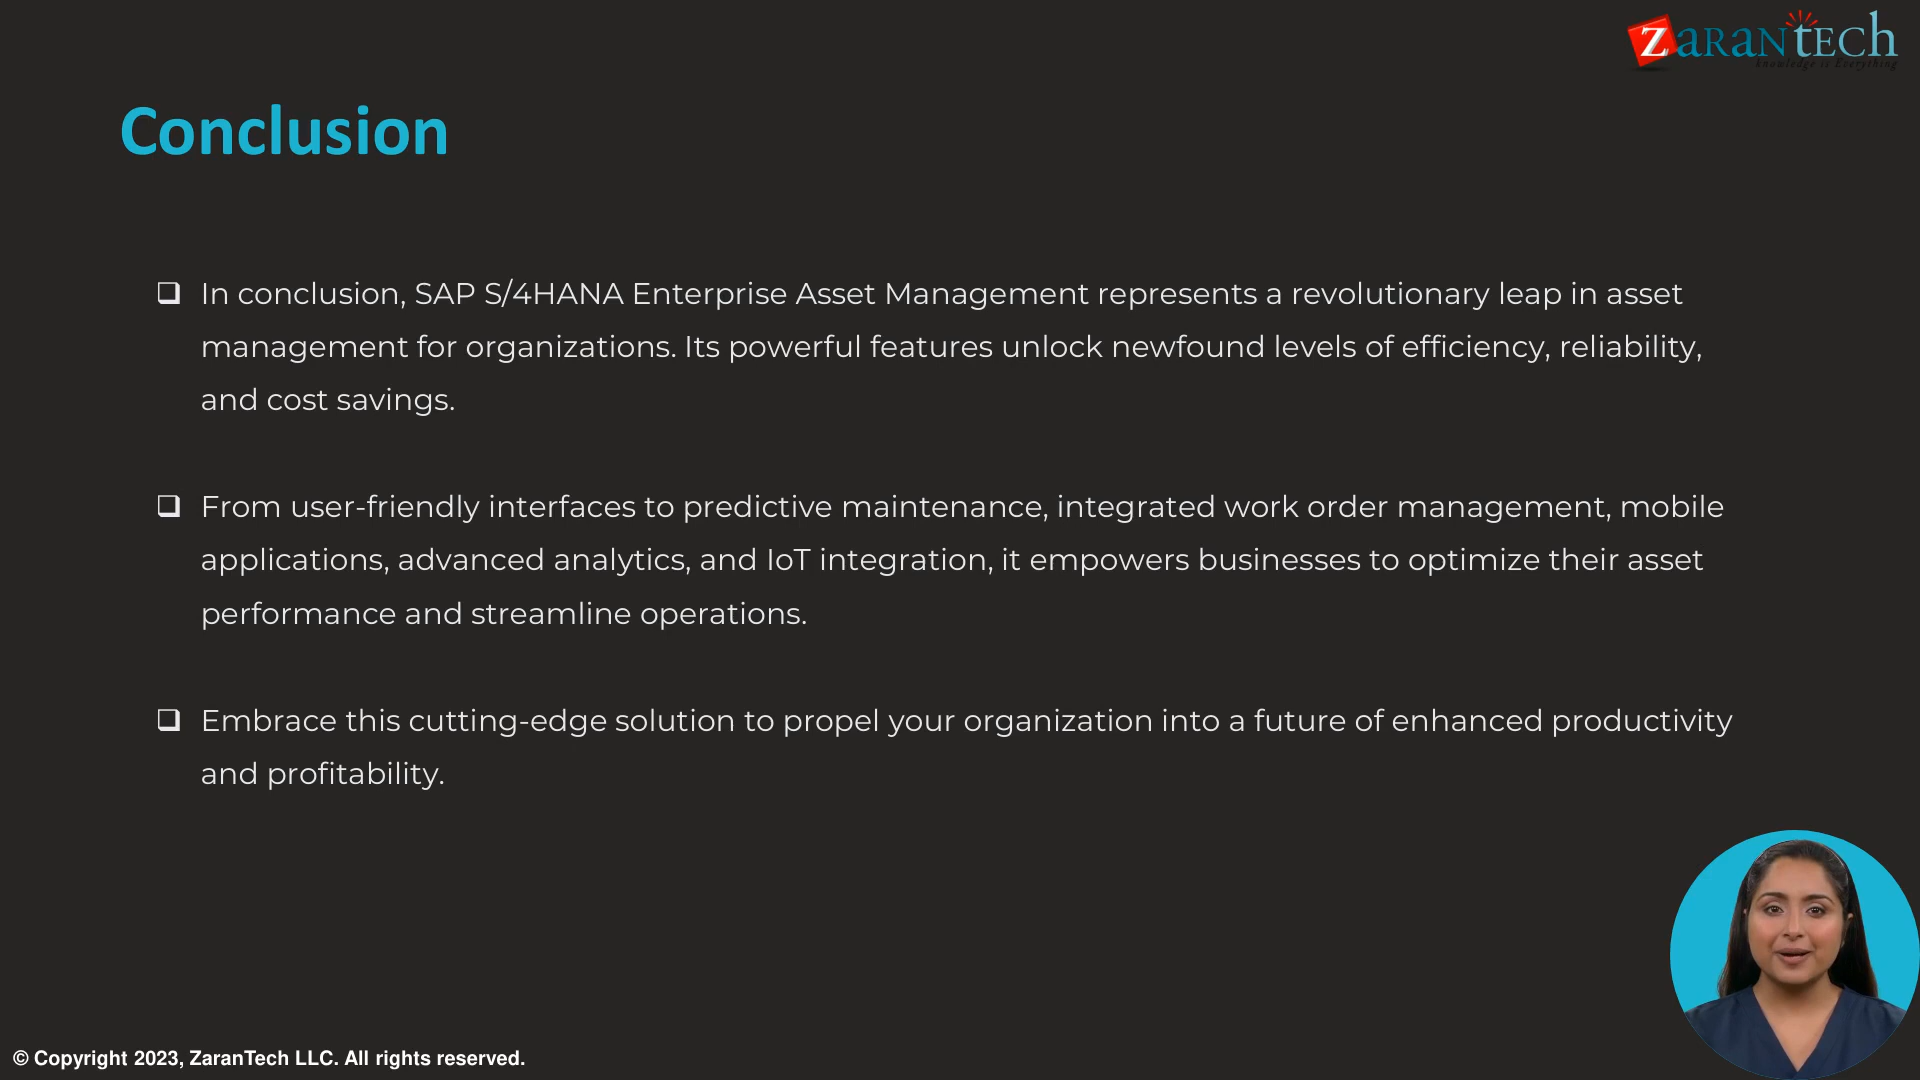 ZaranTech
knowledge is Everything
Conclusion
❑ In conclusion, SAP S/4HANA Enterprise Asset Management represents a revolutionary leap in asset
management for organizations. Its powerful features unlock newfound levels of efficiency, reliability,
and cost savings.
❑ From user-friendly interfaces to predictive maintenance, integrated work order management, mobile
applications, advanced analytics, and IoT integration, it empowers businesses to optimize their asset
performance and streamline operations.
❑ Embrace this cutting-edge solution to propel your organization into a future of enhanced productivity
and profitability.
© Copyright 2023, ZaranTech LLC. All rights reserved.